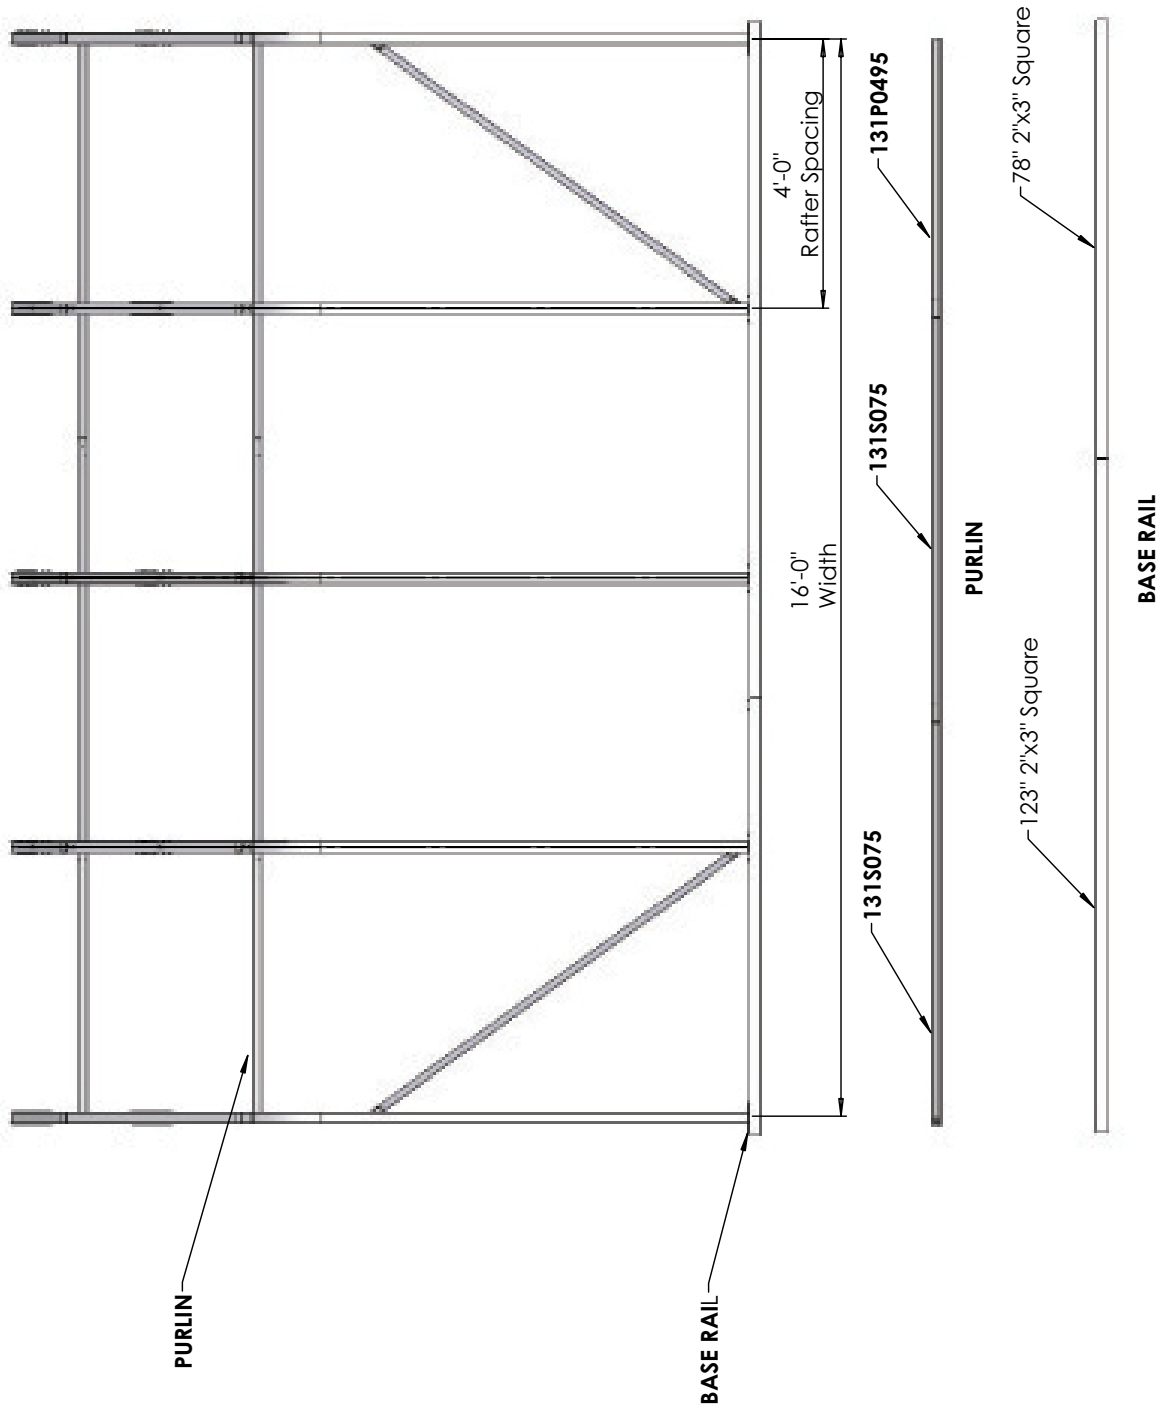 PURLIN
BASE RAIL
4'-0"
Rafter Spacing
16'-0"
Width
131S075
131S075
131P0495
PURLIN
123" 2"x3" Square
78" 2"x3" Square
BASE RAIL